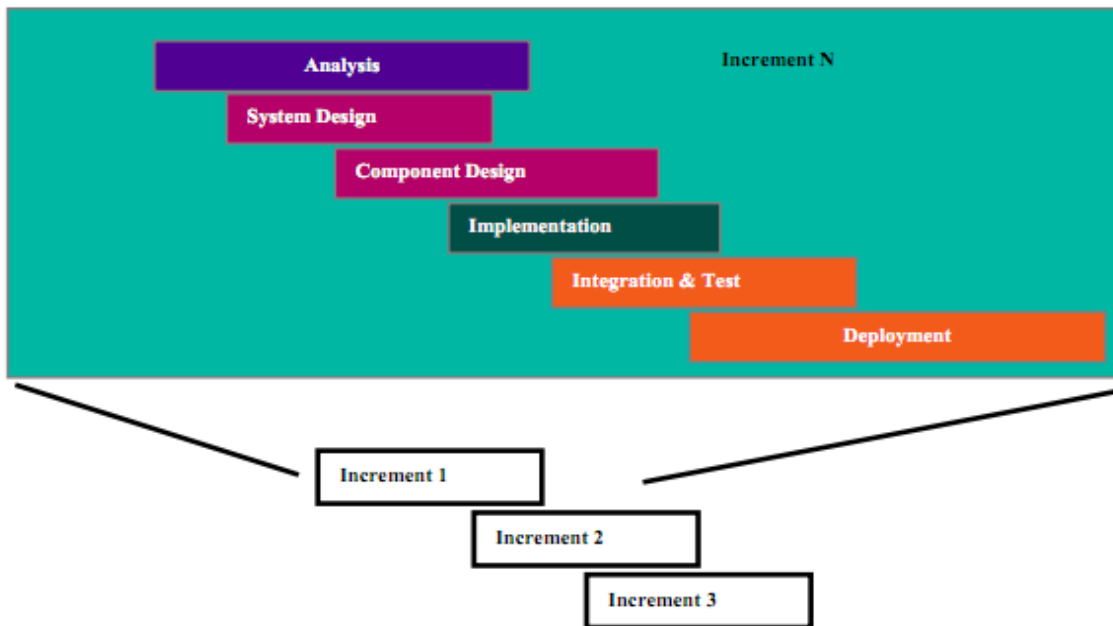 Analysis
Increment N
System Design
Component Design
Implementation
Integration & Test
Deployment
Increment 1
Increment 2
Increment 3